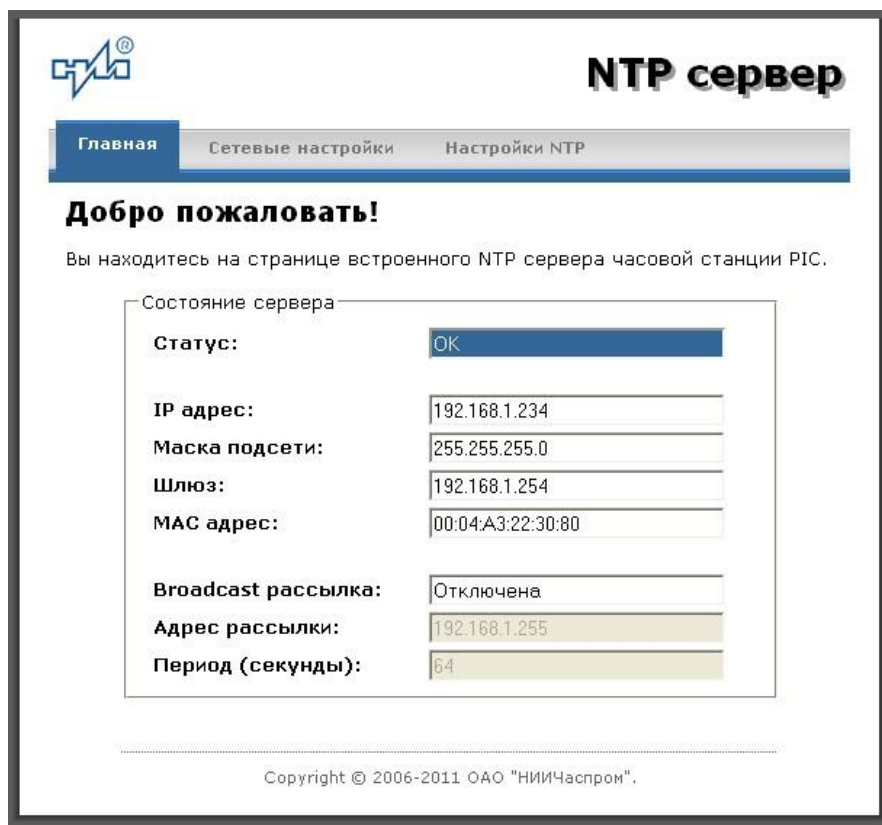 NTP сервер
Главная Сетевые настройки Настройки NTP
Добро пожаловать!
Вы находитесь на странице встроенного NTP сервера часовой станции PIC.
Состояние сервера
Статус: OK
IP адрес: 192.168.1.234
Маска подсети: 255.255.255.0
Шлюз: 192.168.1.254
MAC адрес: 00:04:A3:22:30:80
Broadcast рассылка: Отключена
Адрес рассылки: 192.168.1.255
Период (секунды): 64
Copyright © 2006-2011 ОАО "НИИЧаспром".